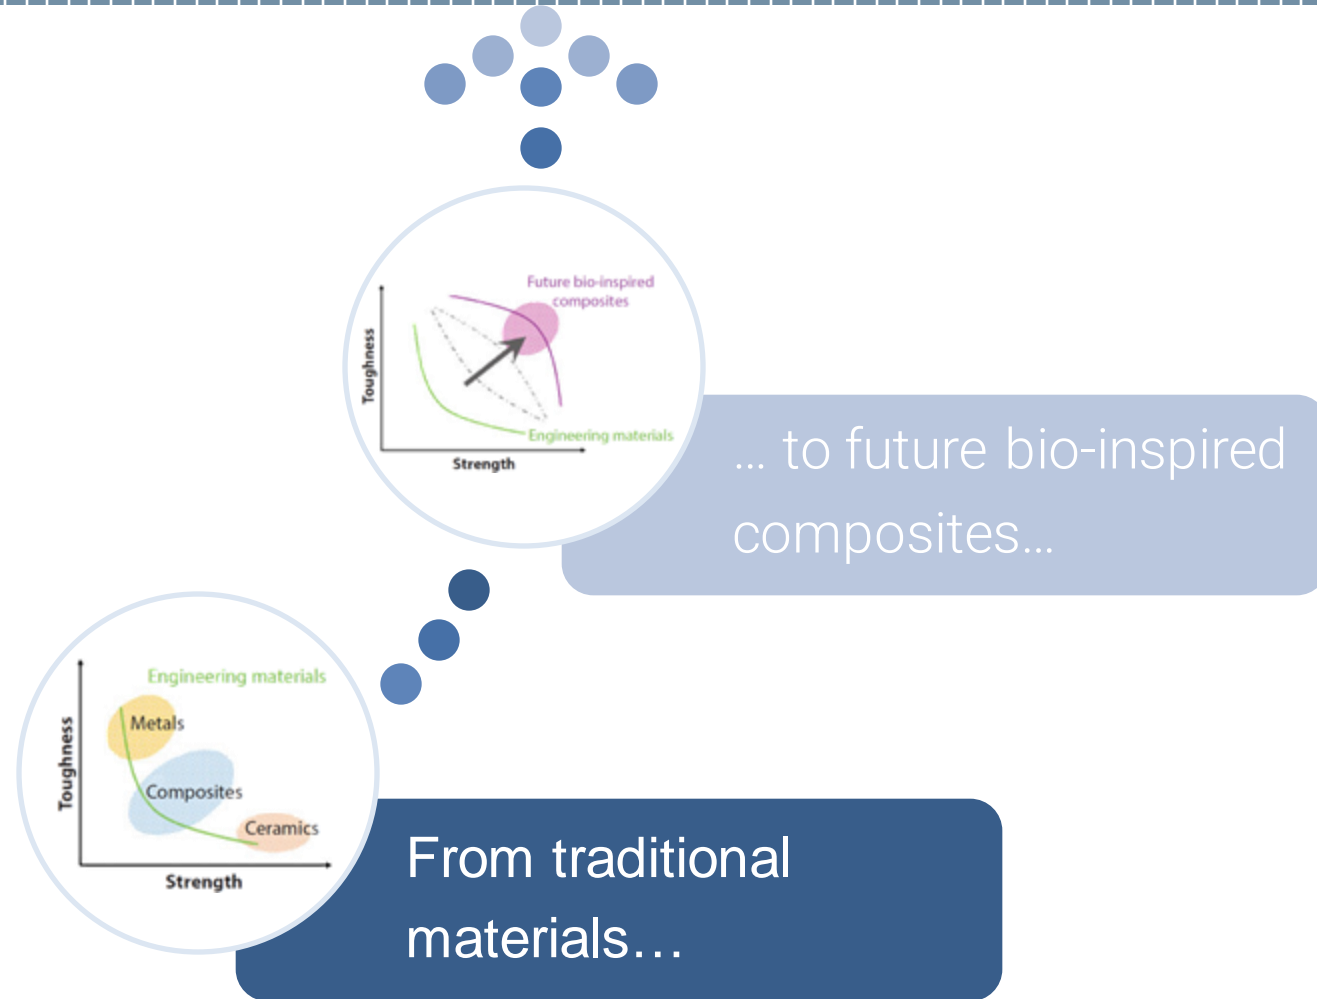 Future bio-inspired
composites
Toughness
Engineering materials
Strength
... to future bio-inspired
composites...
Engineering materials
Metals
Toughness
Composites
Ceramics
Strength
From traditional
materials...